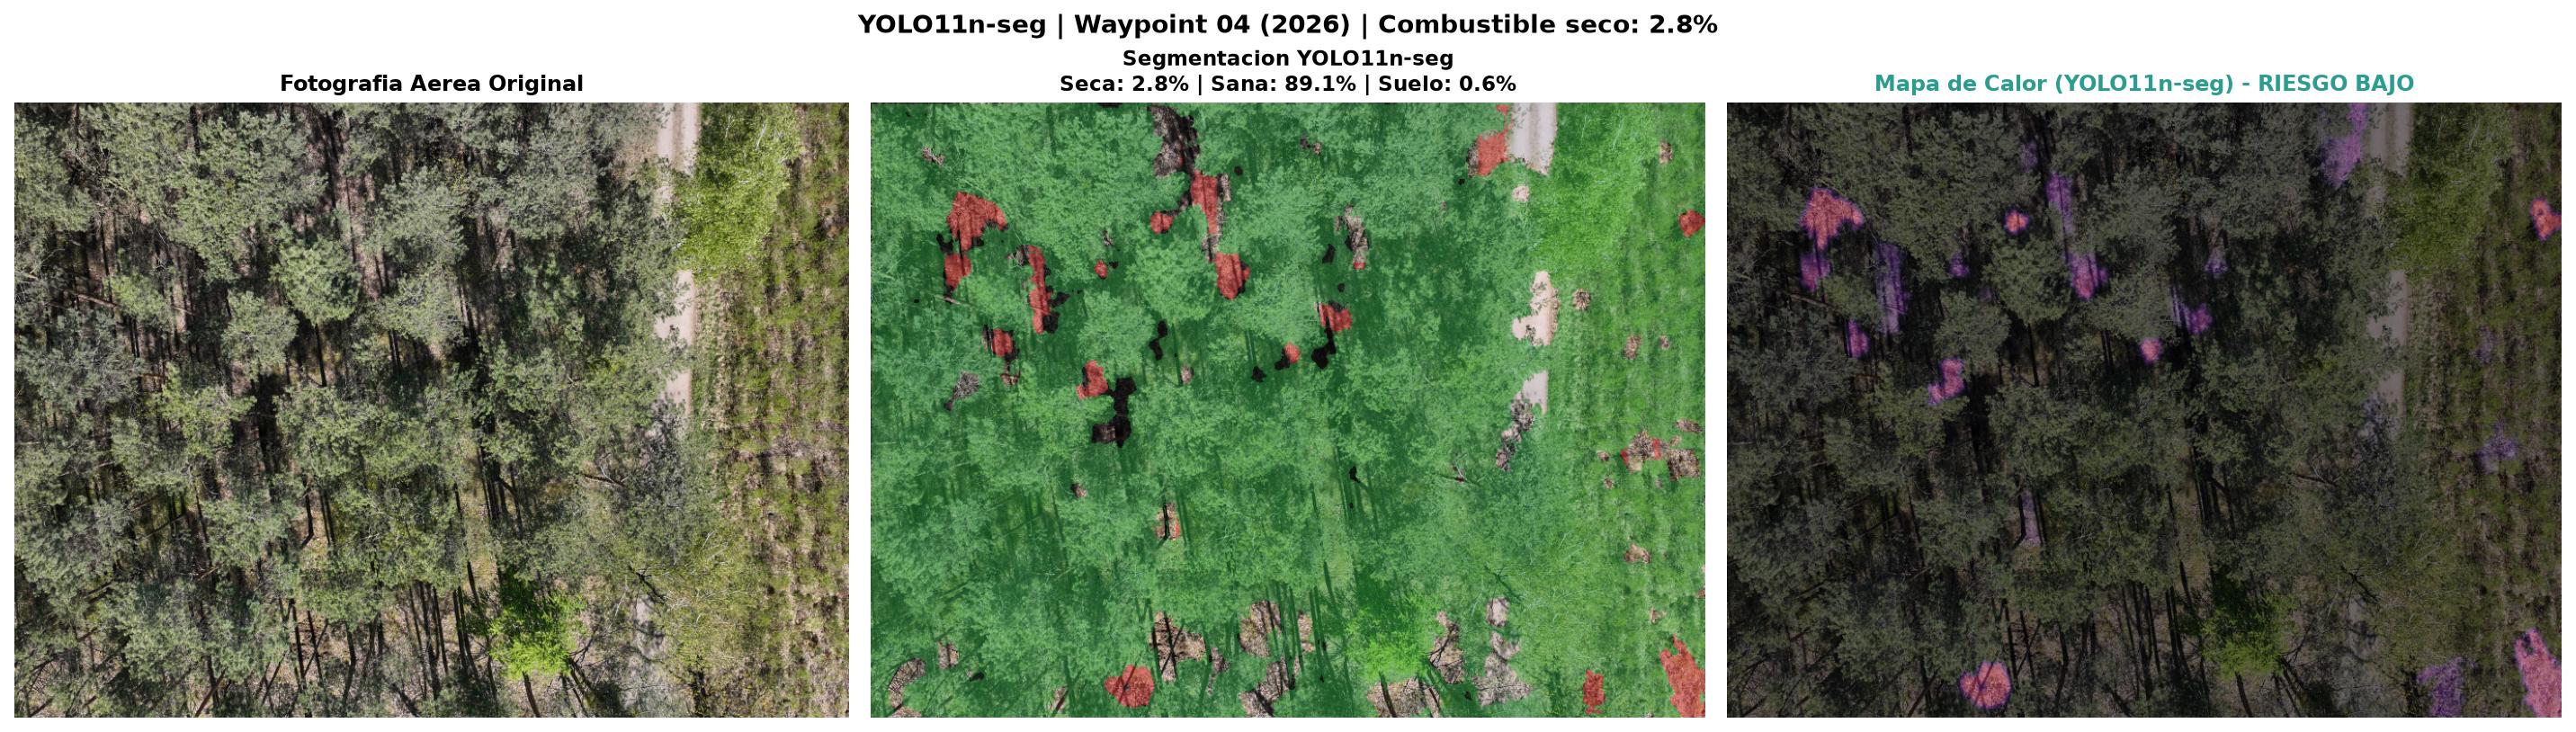 YOLO11n-seg | Waypoint 04 (2026) | Combustible seco: 2.8%
Fotografia Aerea Original
Segmentacion YOLO11n-seg
Seca: 2.8% | Sana: 89.1% | Suelo: 0.6%
Mapa de Calor (YOLO11n-seg) - RIESGO BAJO